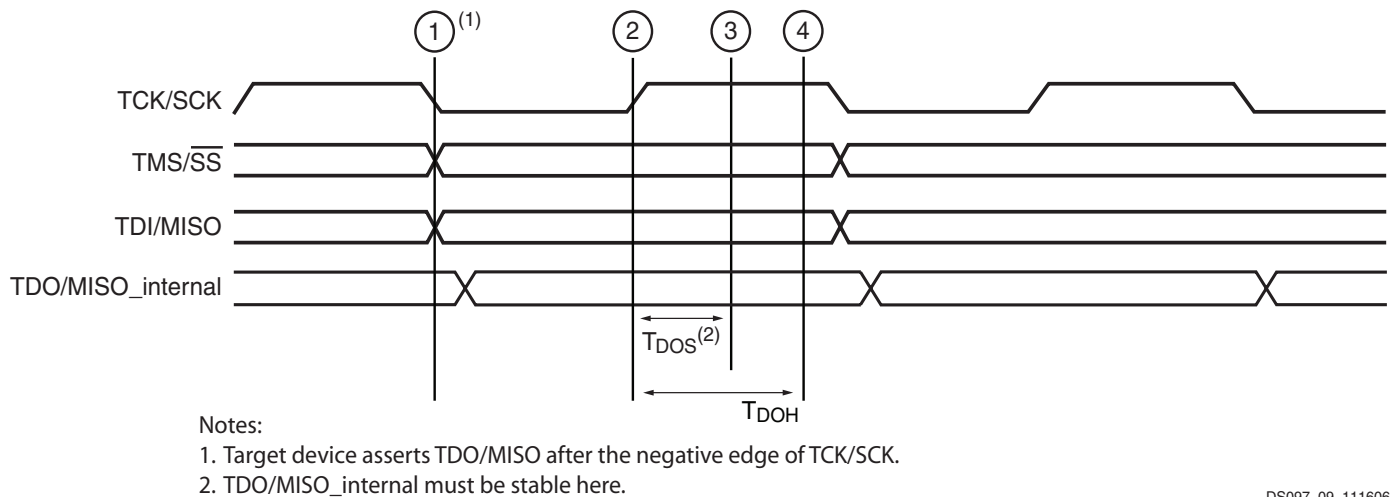 1 (1) 2 3 4
TCK/SCK
TMS/S̅S̅
TDI/MISO
TDO/MISO_internal
TDOS(2)
TDOH
Notes:
1. Target device asserts TDO/MISO after the negative edge of TCK/SCK.
2. TDO/MISO_internal must be stable here.
DS097_09_111606